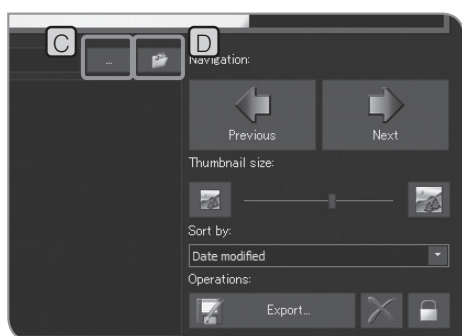 C
D
...
Navigation:
Previous
Next
Thumbnail size:
Sort by:
Date modified
Operations:
Export...